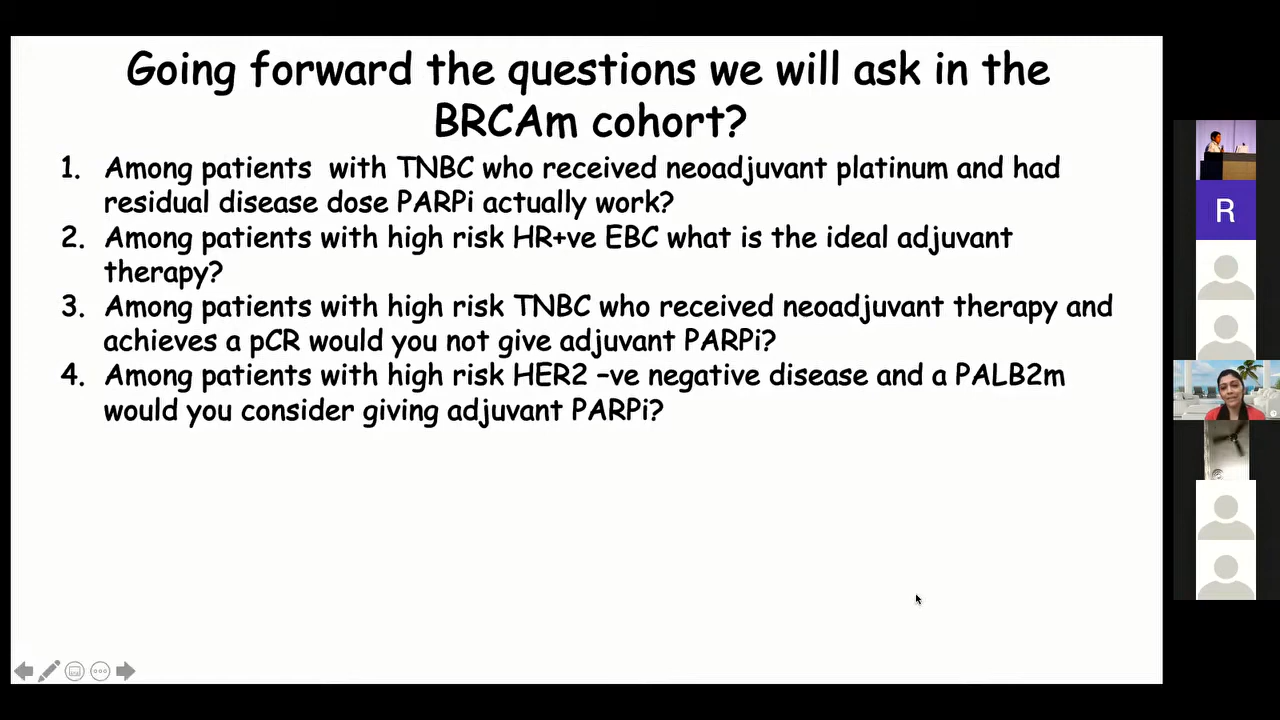 Going forward the questions we will ask in the
BRCAm cohort?
1. Among patients with TNBC who received neoadjuvant platinum and had
residual disease dose PARPi actually work?
2. Among patients with high risk HR+ve EBC what is the ideal adjuvant
therapy?
3. Among patients with high risk TNBC who received neoadjuvant therapy and
achieves a pCR would you not give adjuvant PARPi?
4. Among patients with high risk HER2 –ve negative disease and a PALB2m
would you consider giving adjuvant PARPi?
R